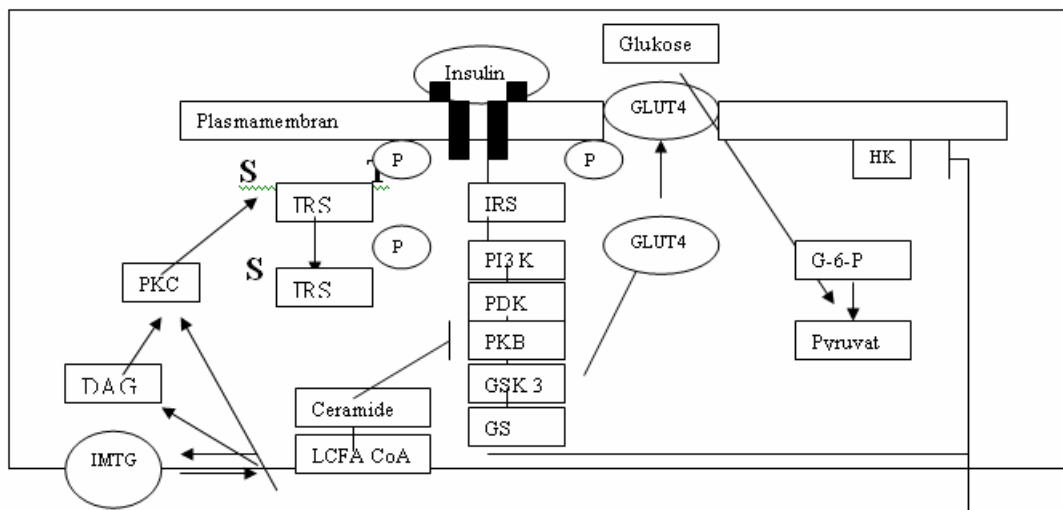 Glukose
Insulin
GLUT4
Plasmamembran
P
P
HK
S
T
IRS
IRS
P
GLUT4
S
IRS
PI3 K
G-6-P
PKC
PDK
PKB
Pyruvat
DAG
GSK 3
Ceramide
GS
IMTG
LCFA CoA